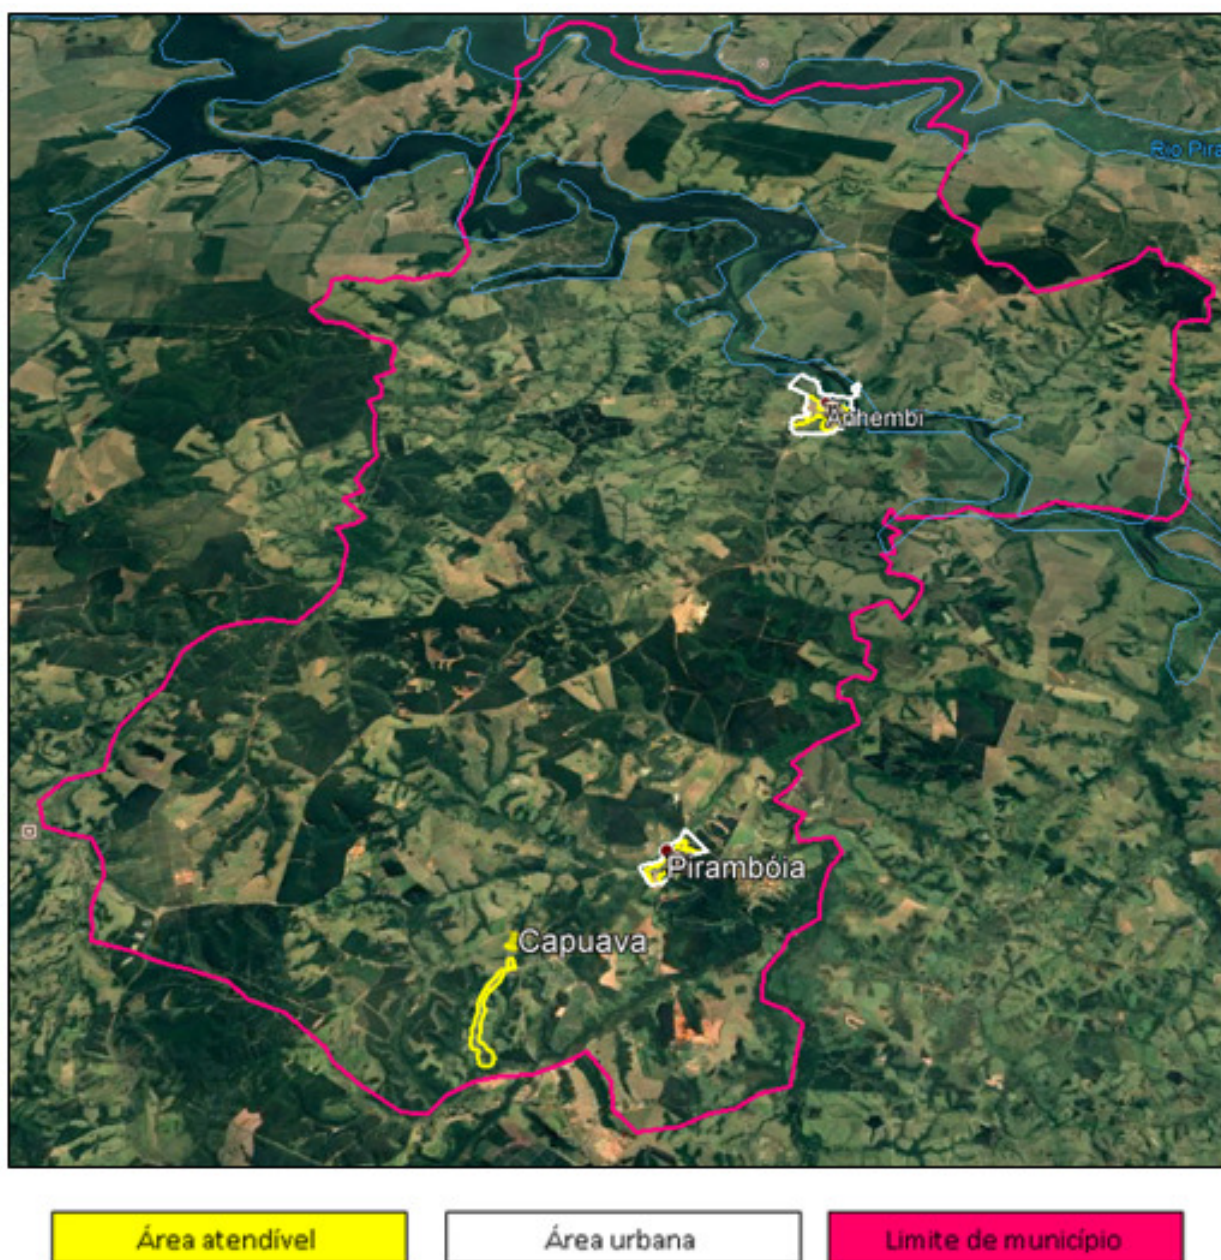 Rio Pira
Anhembi
Pirambóia
Capuava
Área atendível
Área urbana
Limite de município